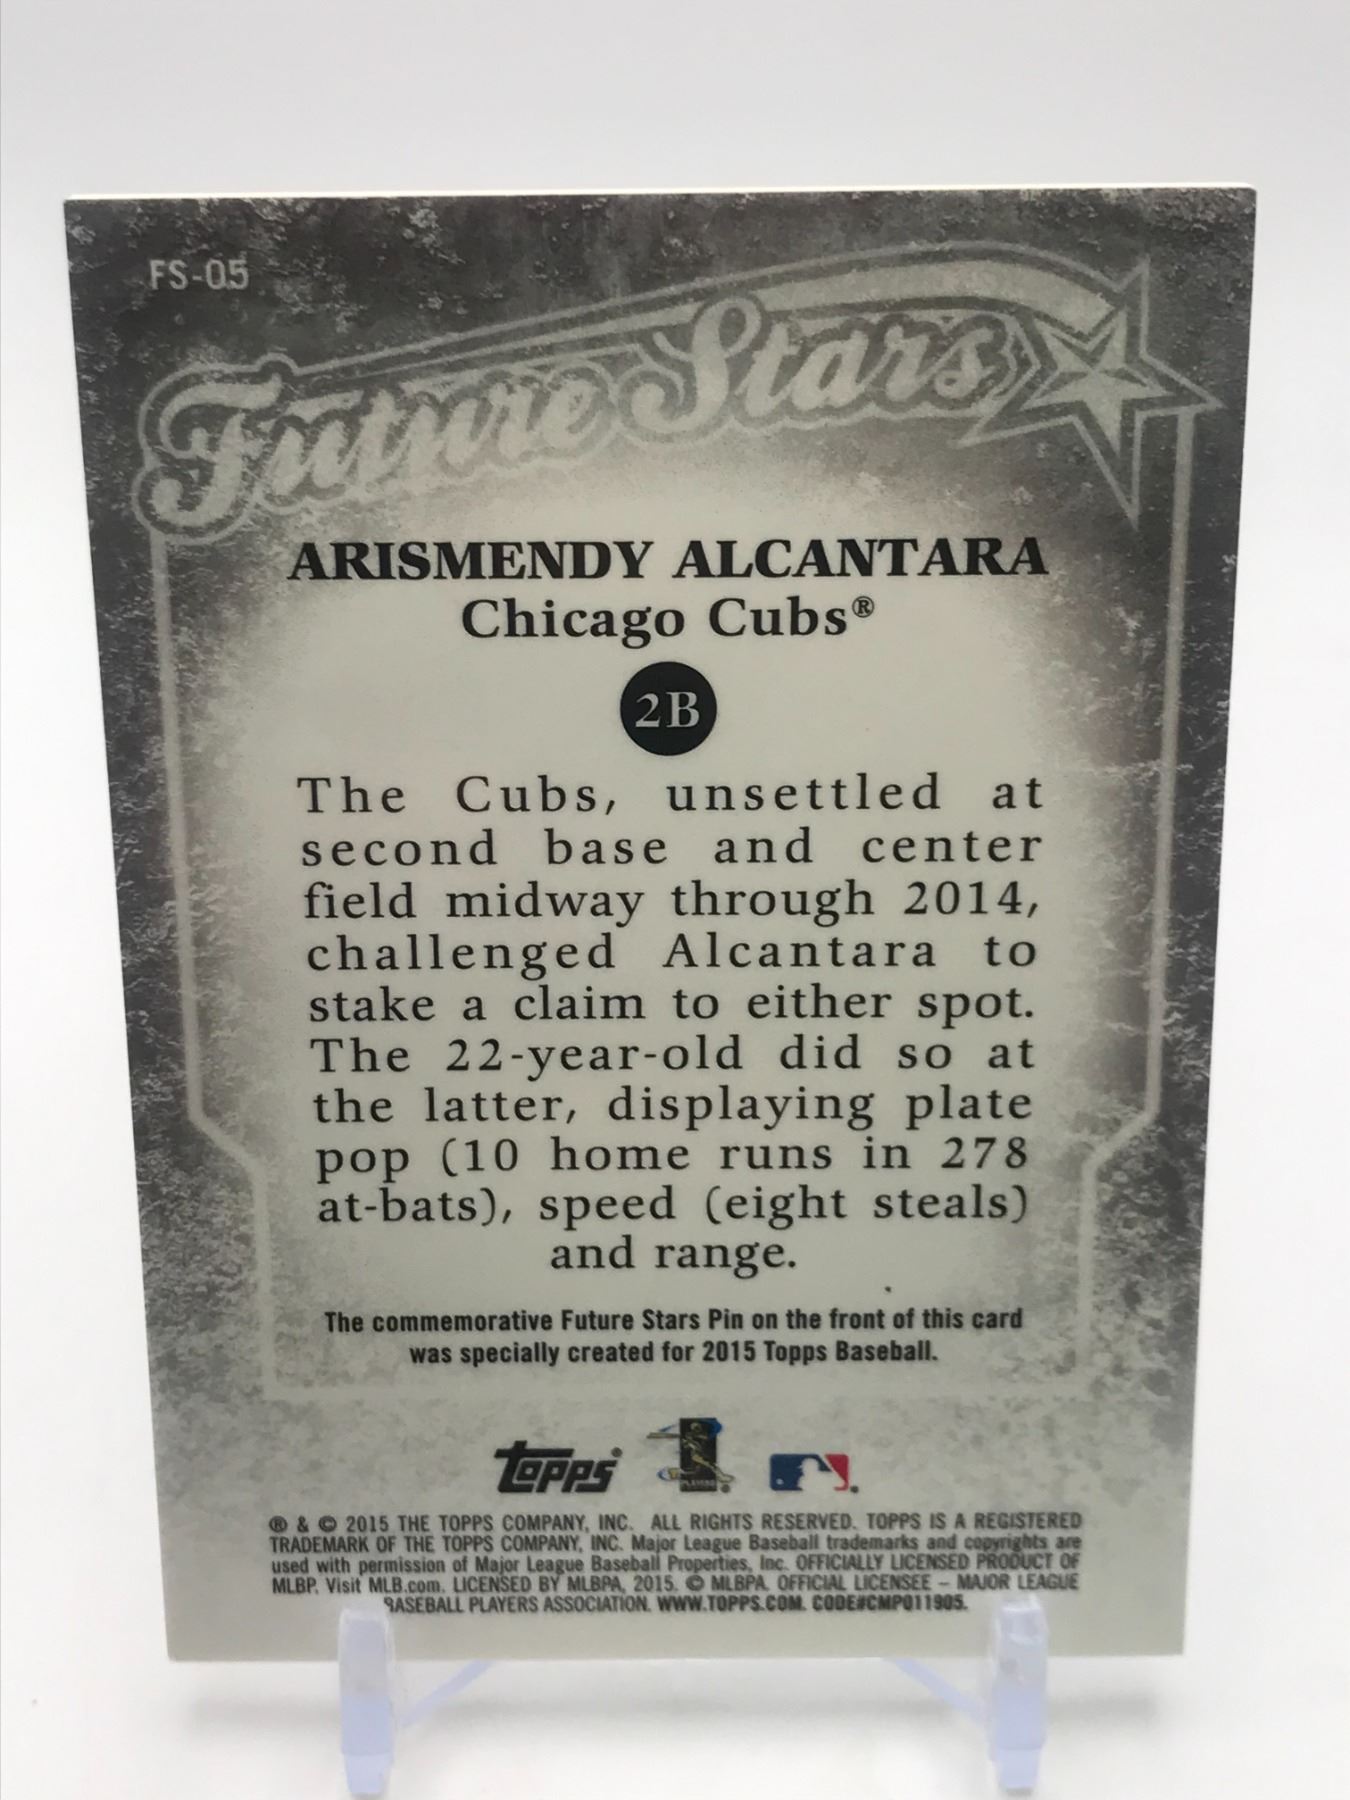 FS-05
Future Stars
ARISMENDY ALCANTARA
Chicago Cubs®
2B
The Cubs, unsettled at
second base and center
field midway through 2014,
challenged Alcantara to
stake a claim to either spot.
The 22-year-old did so at
the latter, displaying plate
pop (10 home runs in 278
at-bats), speed (eight steals)
and range.
The commemorative Future Stars Pin on the front of this card
was specially created for 2015 Topps Baseball.
topps
® & © 2015 THE TOPPS COMPANY, INC. ALL RIGHTS RESERVED. TOPPS IS A REGISTERED
TRADEMARK OF THE TOPPS COMPANY, INC. Major League Baseball trademarks and copyrights are
used with permission of Major League Baseball Properties, Inc. OFFICIALLY LICENSED PRODUCT OF
MLBP. Visit MLB.com. LICENSED BY MLBPA, 2015. © MLBPA. OFFICIAL LICENSEE – MAJOR LEAGUE
BASEBALL PLAYERS ASSOCIATION. WWW.TOPPS.COM. CODE#CMP011905.